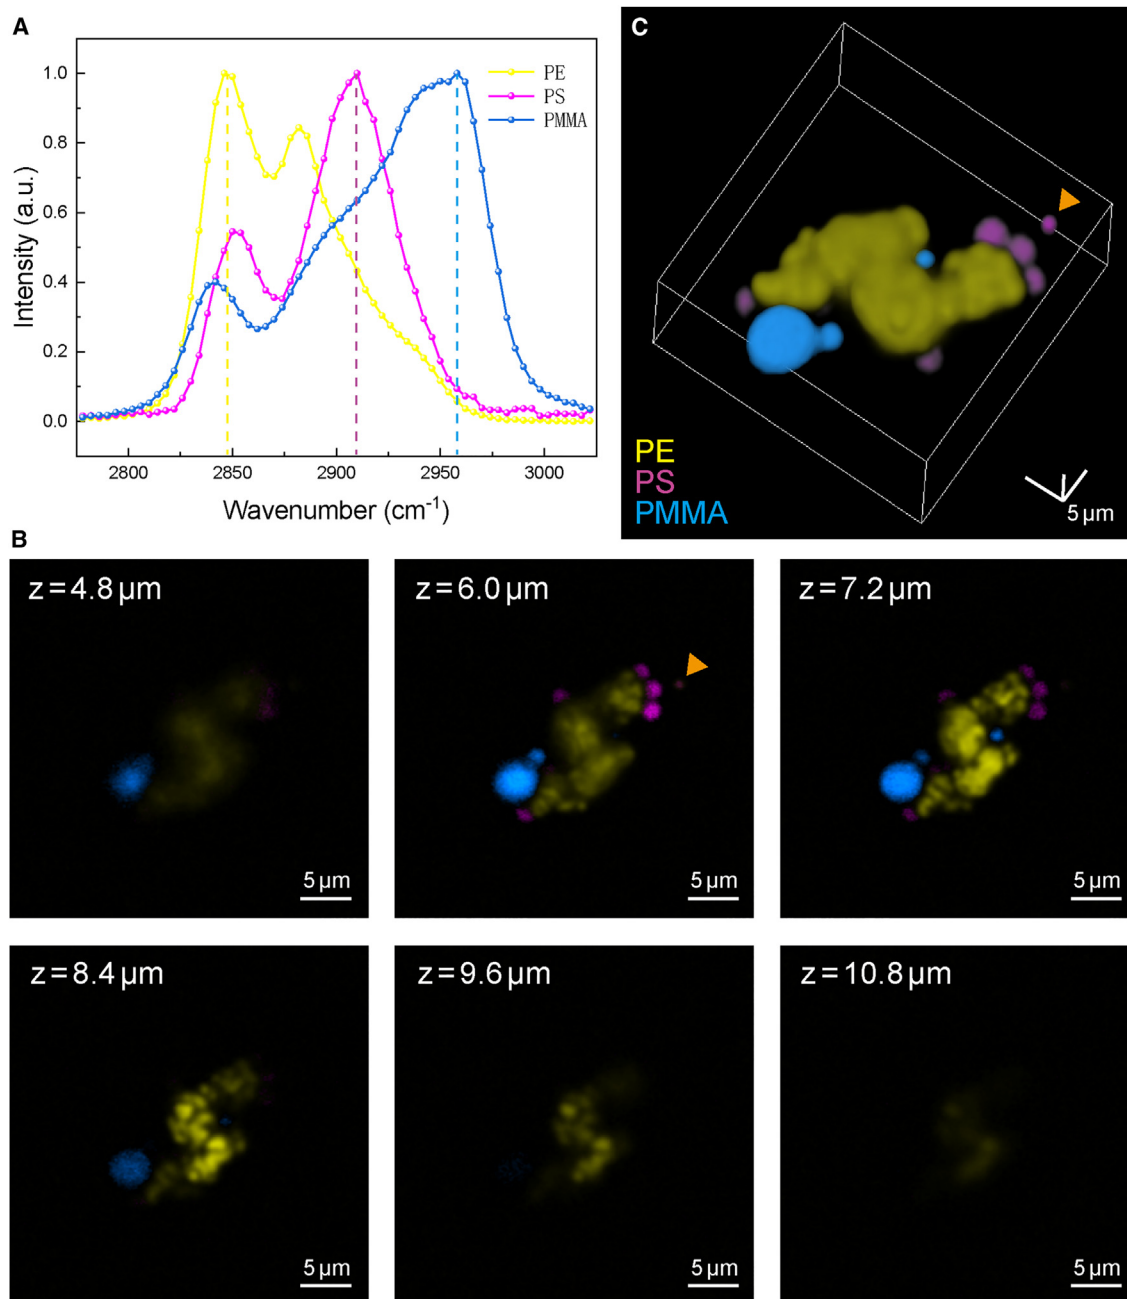 A
1.0
0.8
0.6
0.4
0.2
0.0
Intensity (a.u.)
PE
PS
PMMA
2800
2850
2900
2950
3000
Wavenumber (cm-1)
C
PE
PS
PMMA
5 µm
B
z = 4.8 µm
5 µm
z = 6.0 µm
5 µm
z = 7.2 µm
5 µm
z = 8.4 µm
5 µm
z = 9.6 µm
5 µm
z = 10.8 µm
5 µm